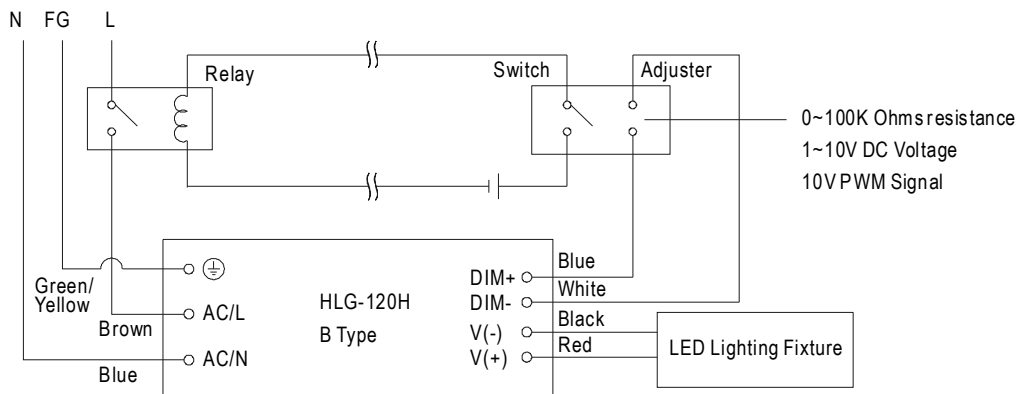 N FG L
Relay
Switch
Adjuster
0~100K Ohms resistance
1~10V DC Voltage
10V PWM Signal
Green/
Yellow
Brown
Blue
AC/L
AC/N
HLG-120H
B Type
DIM+
DIM-
V(-)
V(+)
Blue
White
Black
Red
LED Lighting Fixture